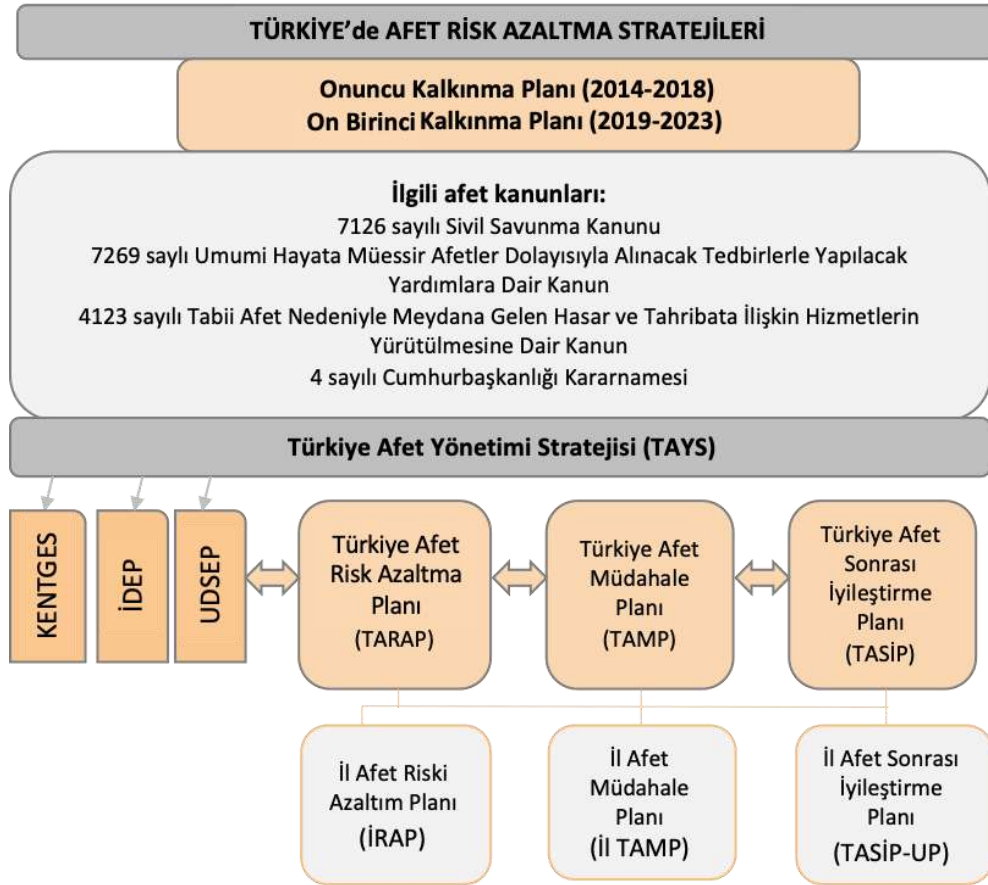 TÜRKİYE’de AFET RİSK AZALTMA STRATEJİLERİ
Onuncu Kalkınma Planı (2014-2018)
On Birinci Kalkınma Planı (2019-2023)
İlgili afet kanunları:
7126 sayılı Sivil Savunma Kanunu
7269 saylı Umumi Hayata Müessir Afetler Dolayısıyla Alınacak Tedbirlerle Yapılacak
Yardımlara Dair Kanun
4123 sayılı Tabii Afet Nedeniyle Meydana Gelen Hasar ve Tahribata İlişkin Hizmetlerin
Yürütülmesine Dair Kanun
4 sayılı Cumhurbaşkanlığı Kararnamesi
Türkiye Afet Yönetimi Stratejisi (TAYS)
KENTGES
İDEP
UDSEP
Türkiye Afet
Risk Azaltma
Planı
(TARAP)
Türkiye Afet
Müdahale
Planı
(TAMP)
Türkiye Afet
Sonrası
İyileştirme
Planı
(TASİP)
İl Afet Riski
Azaltım Planı
(İRAP)
İl Afet
Müdahale
Planı
(İl TAMP)
İl Afet Sonrası
İyileştirme
Planı
(TASİP-UP)